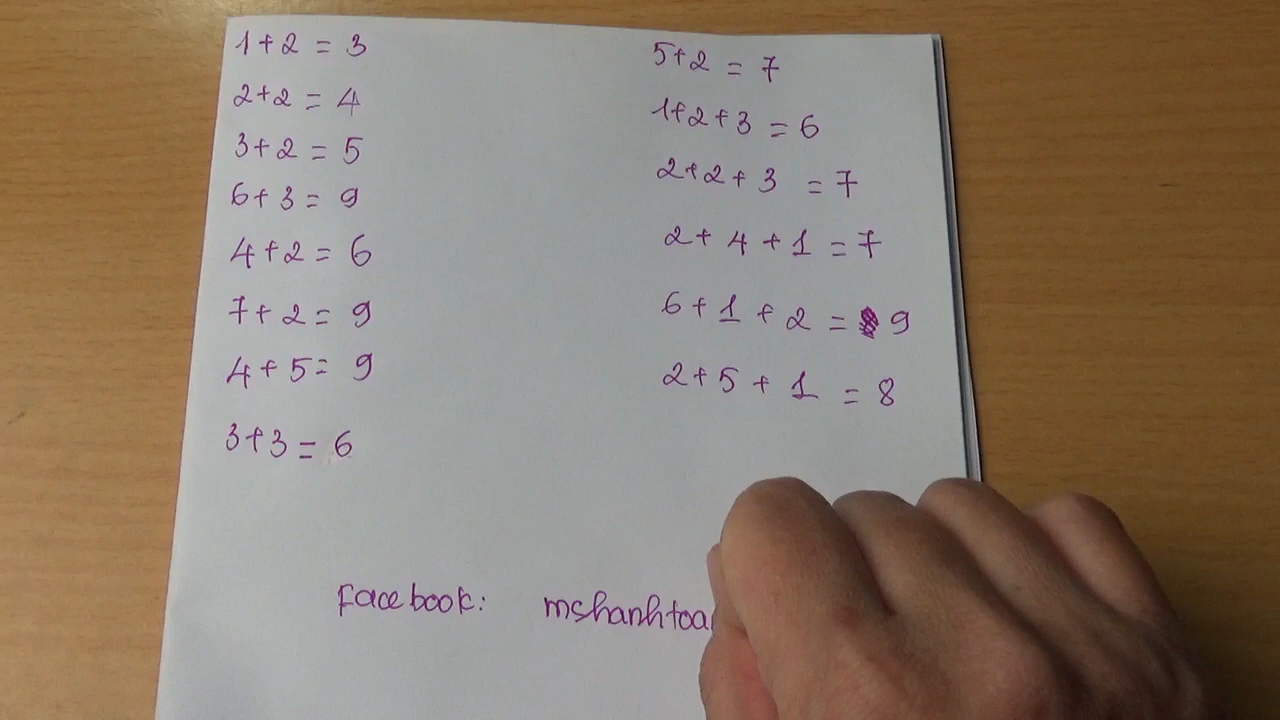 1+2 = 3
2+2 = 4
3+2 = 5
6+3 = 9
4+2 = 6
7+2 = 9
4+5 = 9
3+3 = 6
5+2 = 7
1+2+3 = 6
2+2+3 = 7
2+4+1 = 7
6+1+2 = 9
2+5+1 = 8
Facebook: